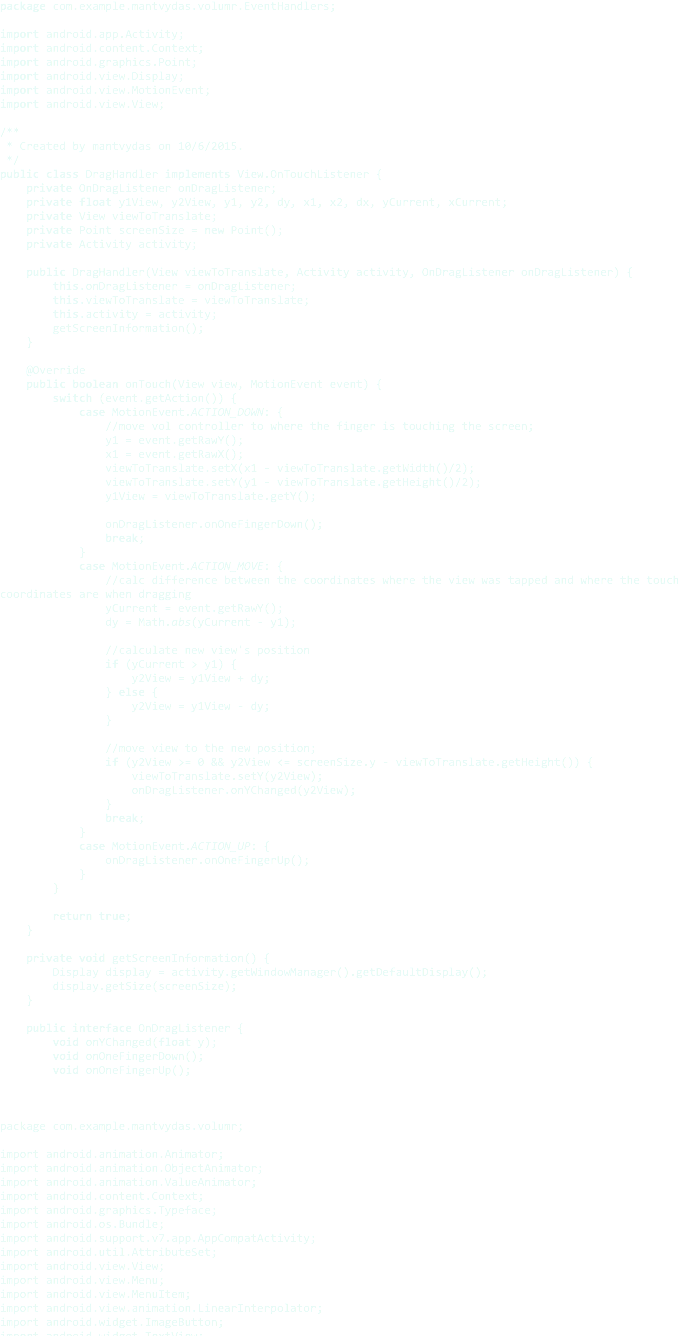 package com.example.mantvydas.volear.EventHandlers;
import android.app.Activity;
import android.content.Context;
import android.graphics.Point;
import android.view.Display;
import android.view.MotionEvent;
import android.view.View;
/**
* Created by mantvydas on 10/6/2015.
*/
public class DragHandler implements View.OnTouchListener {
private OnDragListener onDragListener;
private float y1View, y2View, y1, y2, dy, x1, x2, dx, yCurrent, xCurrent;
private View viewToTranslate;
private Point screenSize = new Point();
private Activity activity;
public DragHandler(View viewToTranslate, Activity activity, OnDragListener onDragListener) {
this.onDragListener = onDragListener;
this.viewToTranslate = viewToTranslate;
this.activity = activity;
getScreenInformation();
}
@Override
public boolean onTouch(View view, MotionEvent event) {
switch (event.getAction()) {
case MotionEvent.ACTION_DOWN: {
//move vol controller to where the finger is touching the screen;
y1 = event.getRawY();
x1 = event.getRawX();
viewToTranslate.setX(x1 - viewToTranslate.getWidth()/2);
viewToTranslate.setY(y1 - viewToTranslate.getHeight()/2);
y1View = viewToTranslate.getY();
onDragListener.onOneFingerDown();
break;
}
case MotionEvent.ACTION_MOVE: {
//calc difference between the coordinates where the view was tapped and where the touch
coordinates are when dragging
yCurrent = event.getRawY();
dy = Math.abs(yCurrent - y1);
//calculate new view's position
if (yCurrent > y1) {
y2View = y1View + dy;
} else {
y2View = y1View - dy;
}
//move view to the new position;
if (y2View >= 0 && y2View <= screenSize.y - viewToTranslate.getHeight()) {
viewToTranslate.setY(y2View);
onDragListener.onYChanged(y2View);
}
break;
}
case MotionEvent.ACTION_UP: {
onDragListener.onOneFingerUp();
}
}
return true;
}
private void getScreenInformation() {
Display display = activity.getWindowManager().getDefaultDisplay();
display.getSize(screenSize);
}
public interface OnDragListener {
void onYChanged(float y);
void onOneFingerDown();
void onOneFingerUp();
package com.example.mantvydas.volear;
import android.animation.Animator;
import android.animation.ObjectAnimator;
import android.animation.ValueAnimator;
import android.content.Context;
import android.graphics.Typeface;
import android.os.Bundle;
import android.support.v7.app.AppCompatActivity;
import android.util.AttributeSet;
import android.view.View;
import android.view.Menu;
import android.view.MenuItem;
import android.view.animation.LinearInterpolator;
import android.widget.ImageButton;
import android.widget.TextView;